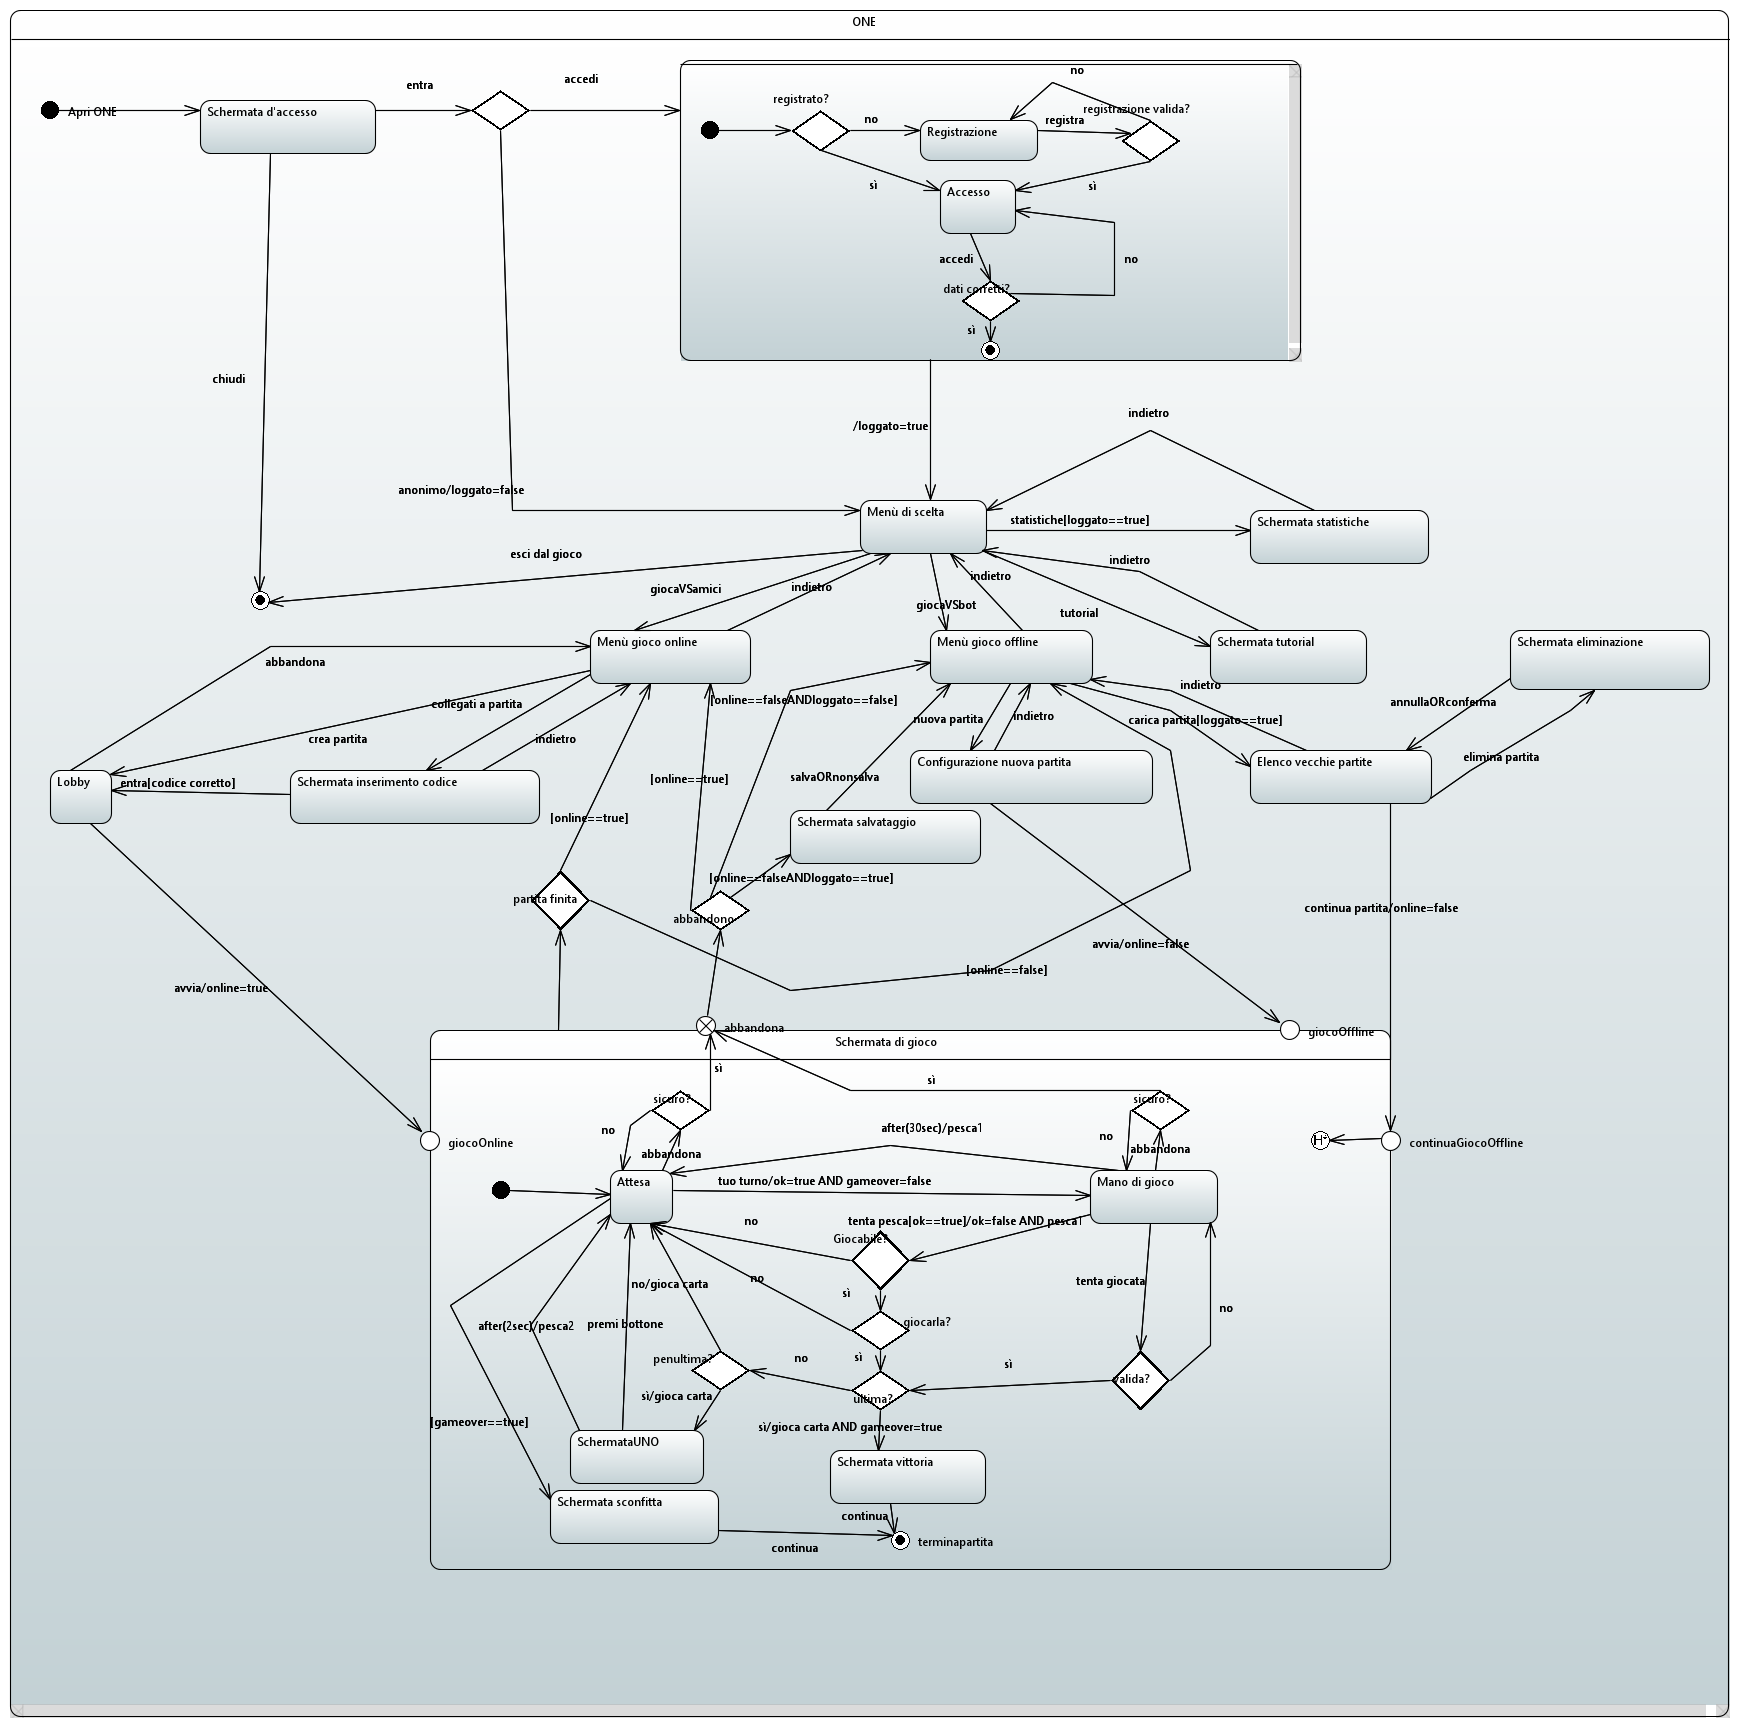 ONE
Apri ONE
Schermata d'accesso
entra
accedi
registrato?
no
Registrazione
registra
registrazione valida?
no
sì
sì
Accesso
accedi
no
dati corretti?
sì
chiudi
/loggato=true
anonimo/loggato=false
indietro
Menù di scelta
statistiche[loggato==true]
Schermata statistiche
esci dal gioco
giocaVSamici
indietro
giocaVSbot
indietro
tutorial
indietro
Menù gioco online
Menù gioco offline
Schermata tutorial
Schermata eliminazione
abbandona
collegati a partita
crea partita
indietro
[online==falseANDloggato==false]
nuova partita
indietro
indietro
carica partita[loggato==true]
annullaORconferma
elimina partita
Lobby
entra[codice corretto]
Schermata inserimento codice
[online==true]
[online==true]
salvaORnonsalva
Configurazione nuova partita
Elenco vecchie partite
Schermata salvataggio
[online==falseANDloggato==true]
partita finita
abbandono
continua partita/online=false
avvia/online=false
[online==false]
avvia/online=true
abbandona
giocoOffline
Schermata di gioco
sì
sì
sicuro?
sicuro?
no
abbandona
after(30sec)/pesca1
no
abbandona
giocoOnline
H*
continuaGiocoOffline
Attesa
tuo turno/ok=true AND gameover=false
Mano di gioco
no
tenta pesca[ok==true]/ok=false AND pesca1
Giocabile?
no/gioca carta
no
sì
tenta giocata
no
after(2sec)/pesca2
premi bottone
giocarla?
penultima?
no
sì
sì
valida?
sì/gioca carta
ultima?
[gameover==true]
sì/gioca carta AND gameover=true
SchermataUNO
Schermata vittoria
Schermata sconfitta
continua
continua
terminapartita